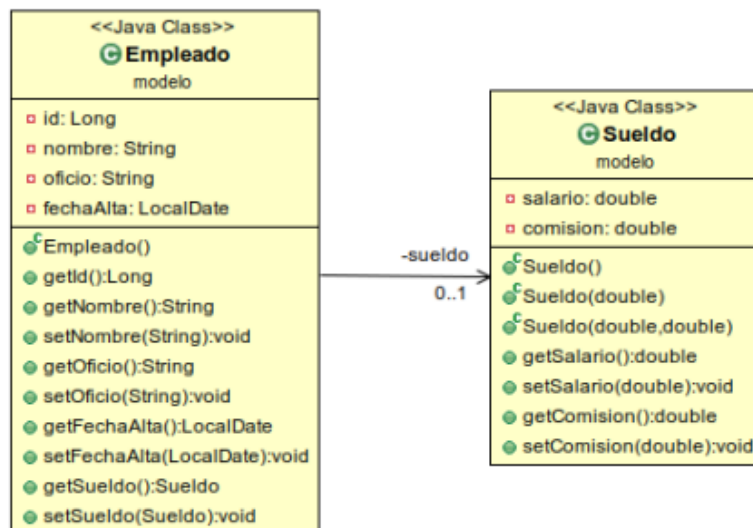 <<Java Class>>
Empleado
modelo
id: Long
nombre: String
oficio: String
fechaAlta: LocalDate
Empleado()
getId():Long
getNombre():String
setNombre(String):void
getOficio():String
setOficio(String):void
getFechaAlta():LocalDate
setFechaAlta(LocalDate):void
getSueldo():Sueldo
setSueldo(Sueldo):void
-sueldo
0..1
<<Java Class>>
Sueldo
modelo
salario: double
comision: double
Sueldo()
Sueldo(double)
Sueldo(double,double)
getSalario():double
setSalario(double):void
getComision():double
setComision(double):void